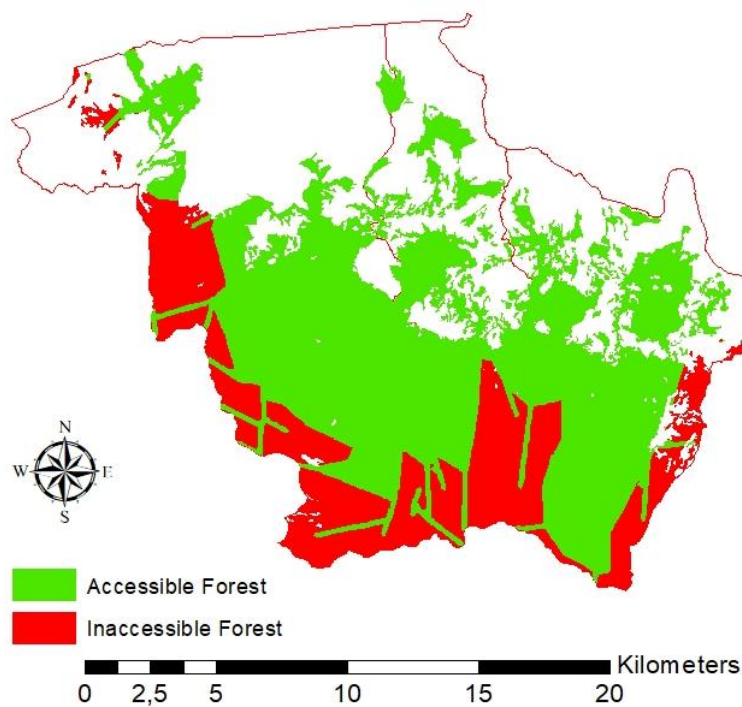 N
W E
S
Accessible Forest
Inaccessible Forest
Kilometers
0 2,5 5 10 15 20